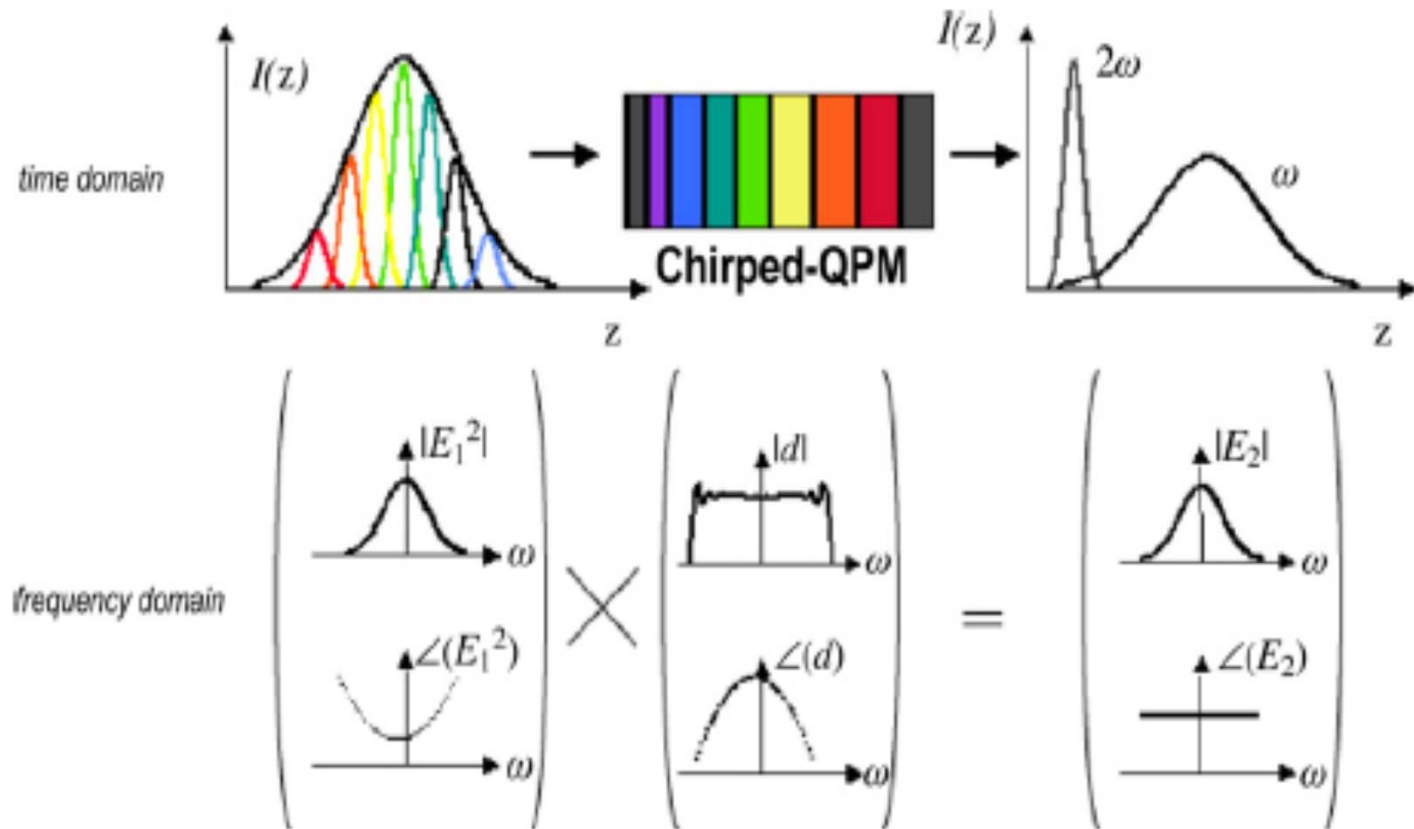 I(z)
I(z)
2ω
ω
time domain
Chirped-QPM
z
z
|E₁²|
|d|
|E₂|
ω
ω
ω
frequency domain
×
=
∠(E₁²)
∠(d)
∠(E₂)
ω
ω
ω